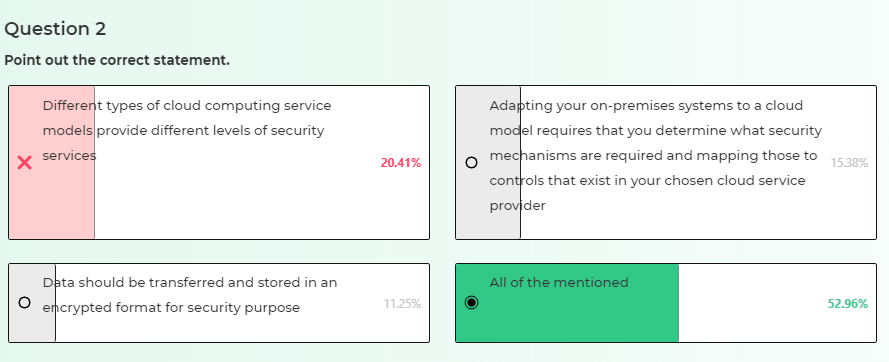 Question 2
Point out the correct statement.
Different types of cloud computing service
models provide different levels of security
services
20.41%
Adapting your on-premises systems to a cloud
model requires that you determine what security
mechanisms are required and mapping those to
controls that exist in your chosen cloud service
provider
15.38%
Data should be transferred and stored in an
encrypted format for security purpose
11.25%
All of the mentioned
52.96%